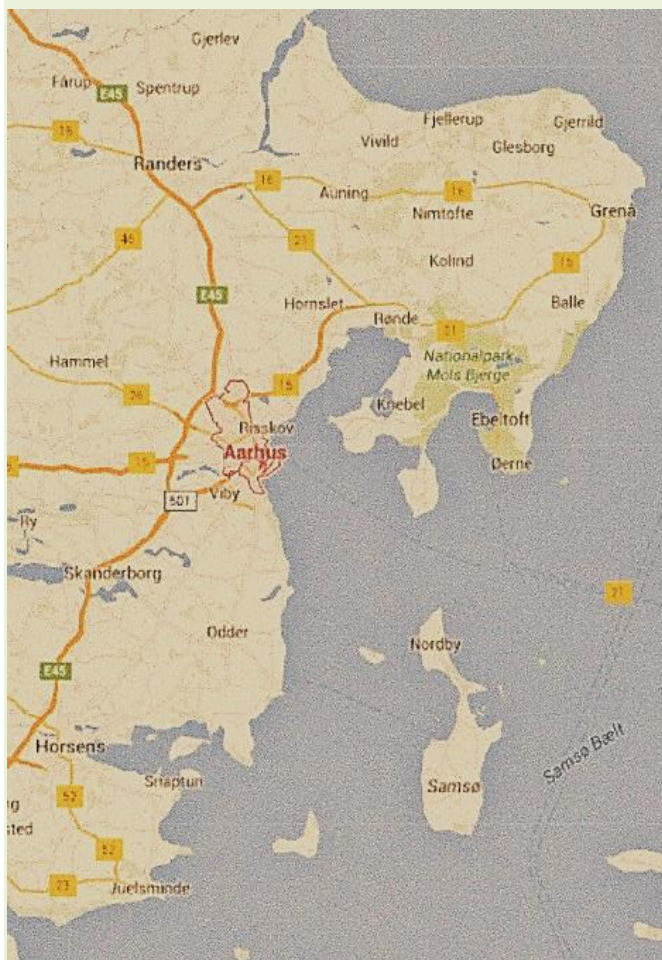 Gjerlev
Fårup
Spentrup
E45
Fjellerup
Gjerrild
16
Vivild
Glesborg
Randers
16
Auning
16
Nimtofte
Grenå
46
21
Kolind
15
E45
Hornslet
Balle
Rønde
21
Hammel
Nationalpark
Mols Bjerge
26
15
Knebel
Risskov
Ebeltoft
Aarhus
Øerne
15
Viby
501
Ry
Skanderborg
21
Odder
Nordby
E45
Horsens
Samsø Bælt
Snaptun
Samsø
52
sted
52
23
Juelsminde